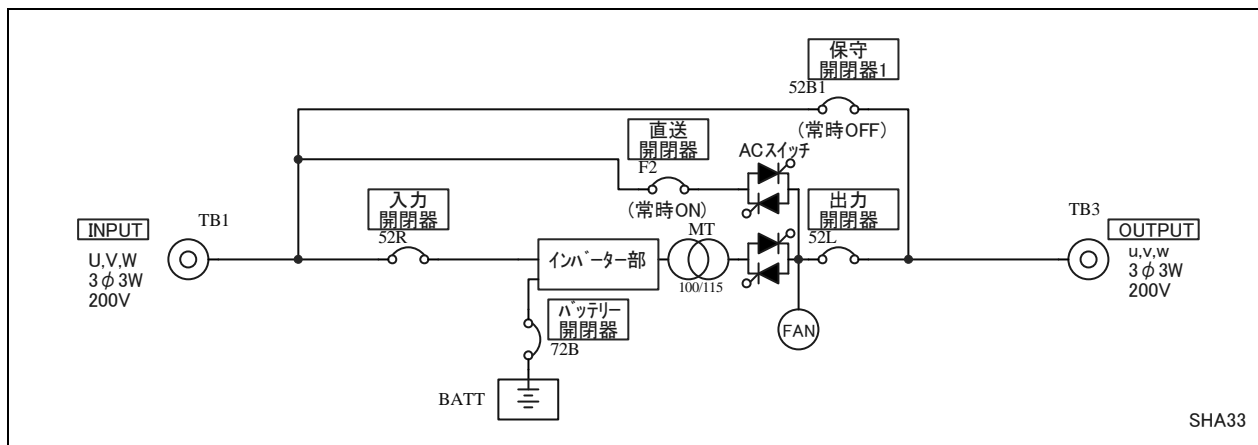 保守
開閉器1
52B1
(常時OFF)
直送
開閉器
F2
(常時ON)
ACスイッチ
入力
開閉器
52R
出力
開閉器
52L
TB1
INPUT
U,V,W
3φ3W
200V
インバーター部
MT
100/115
TB3
OUTPUT
u,v,w
3φ3W
200V
バッテリー
開閉器
72B
FAN
BATT
SHA33